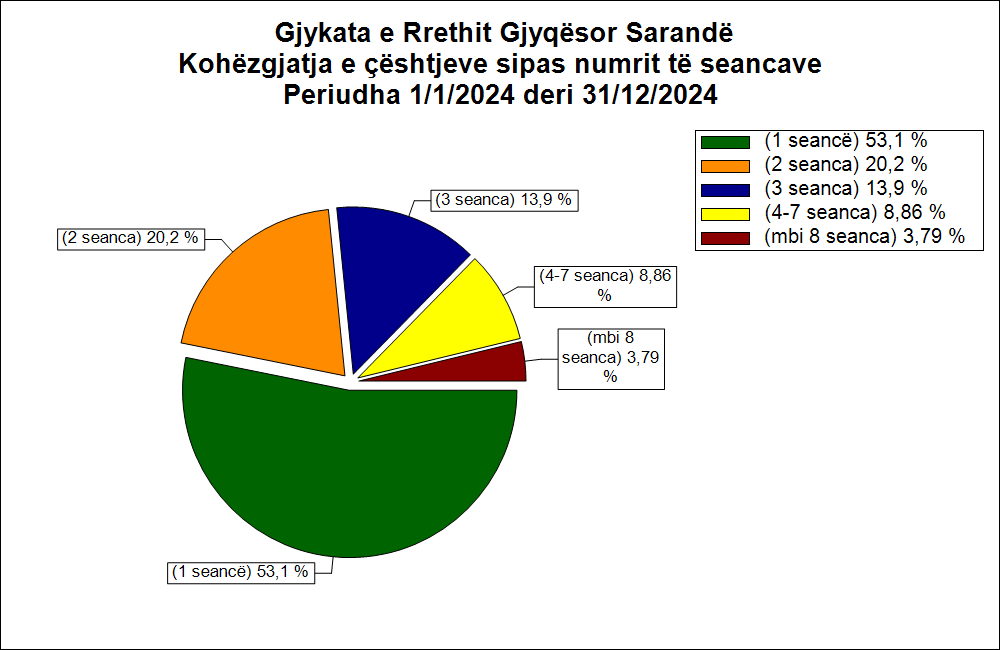 Gjykata e Rrethit Gjyqësor Sarandë
Kohëzgjatja e çështjeve sipas numrit të seancave
Periudha 1/1/2024 deri 31/12/2024
(1 seancë) 53,1 %
(2 seanca) 20,2 %
(3 seanca) 13,9 %
(4-7 seanca) 8,86 %
(mbi 8 seanca) 3,79 %
(3 seanca) 13,9 %
(2 seanca) 20,2 %
(4-7 seanca) 8,86
%
(mbi 8
seanca) 3,79
%
(1 seancë) 53,1 %